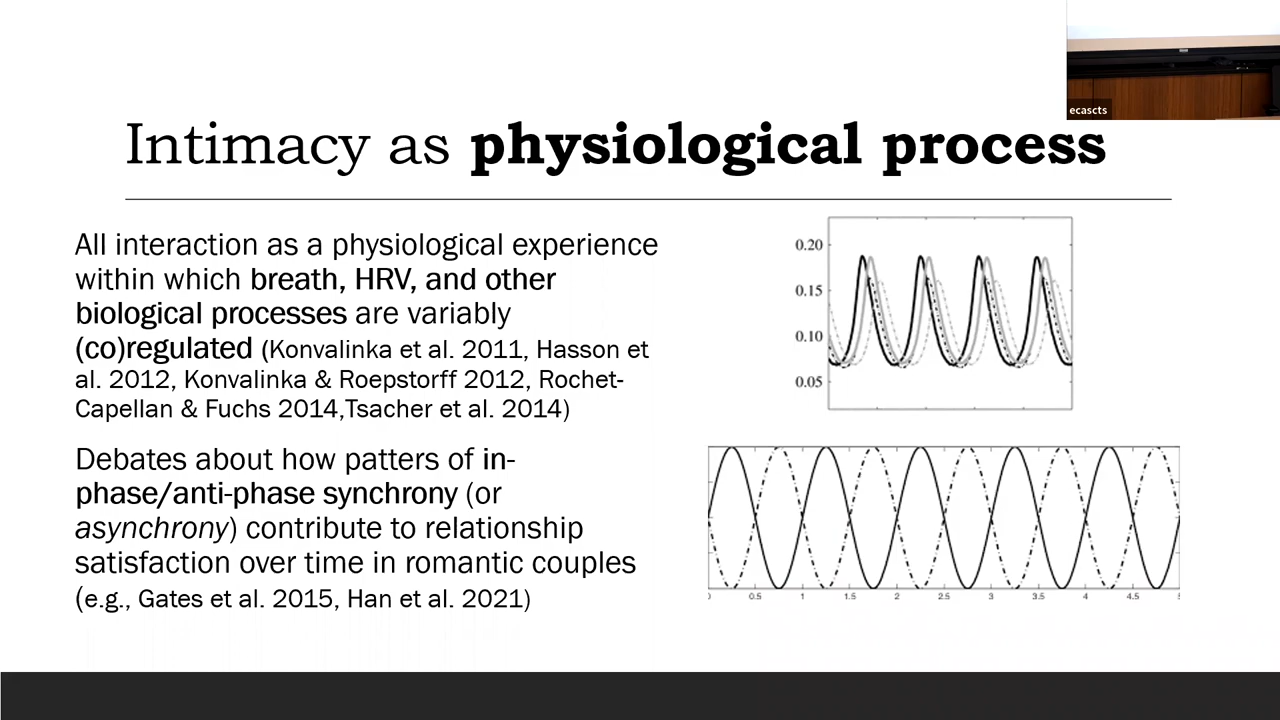 ecascts
Intimacy as physiological process
All interaction as a physiological experience
within which breath, HRV, and other
biological processes are variably
(co)regulated (Konvalinka et al. 2011, Hasson et
al. 2012, Konvalinka & Roepstorff 2012, Rochet-
Capellan & Fuchs 2014,Tsacher et al. 2014)
Debates about how patters of in-
phase/anti-phase synchrony (or
asynchrony) contribute to relationship
satisfaction over time in romantic couples
(e.g., Gates et al. 2015, Han et al. 2021)
0.20
0.15
0.10
0.05
0.5 1 1.5 2 2.5 3 3.5 4 4.5